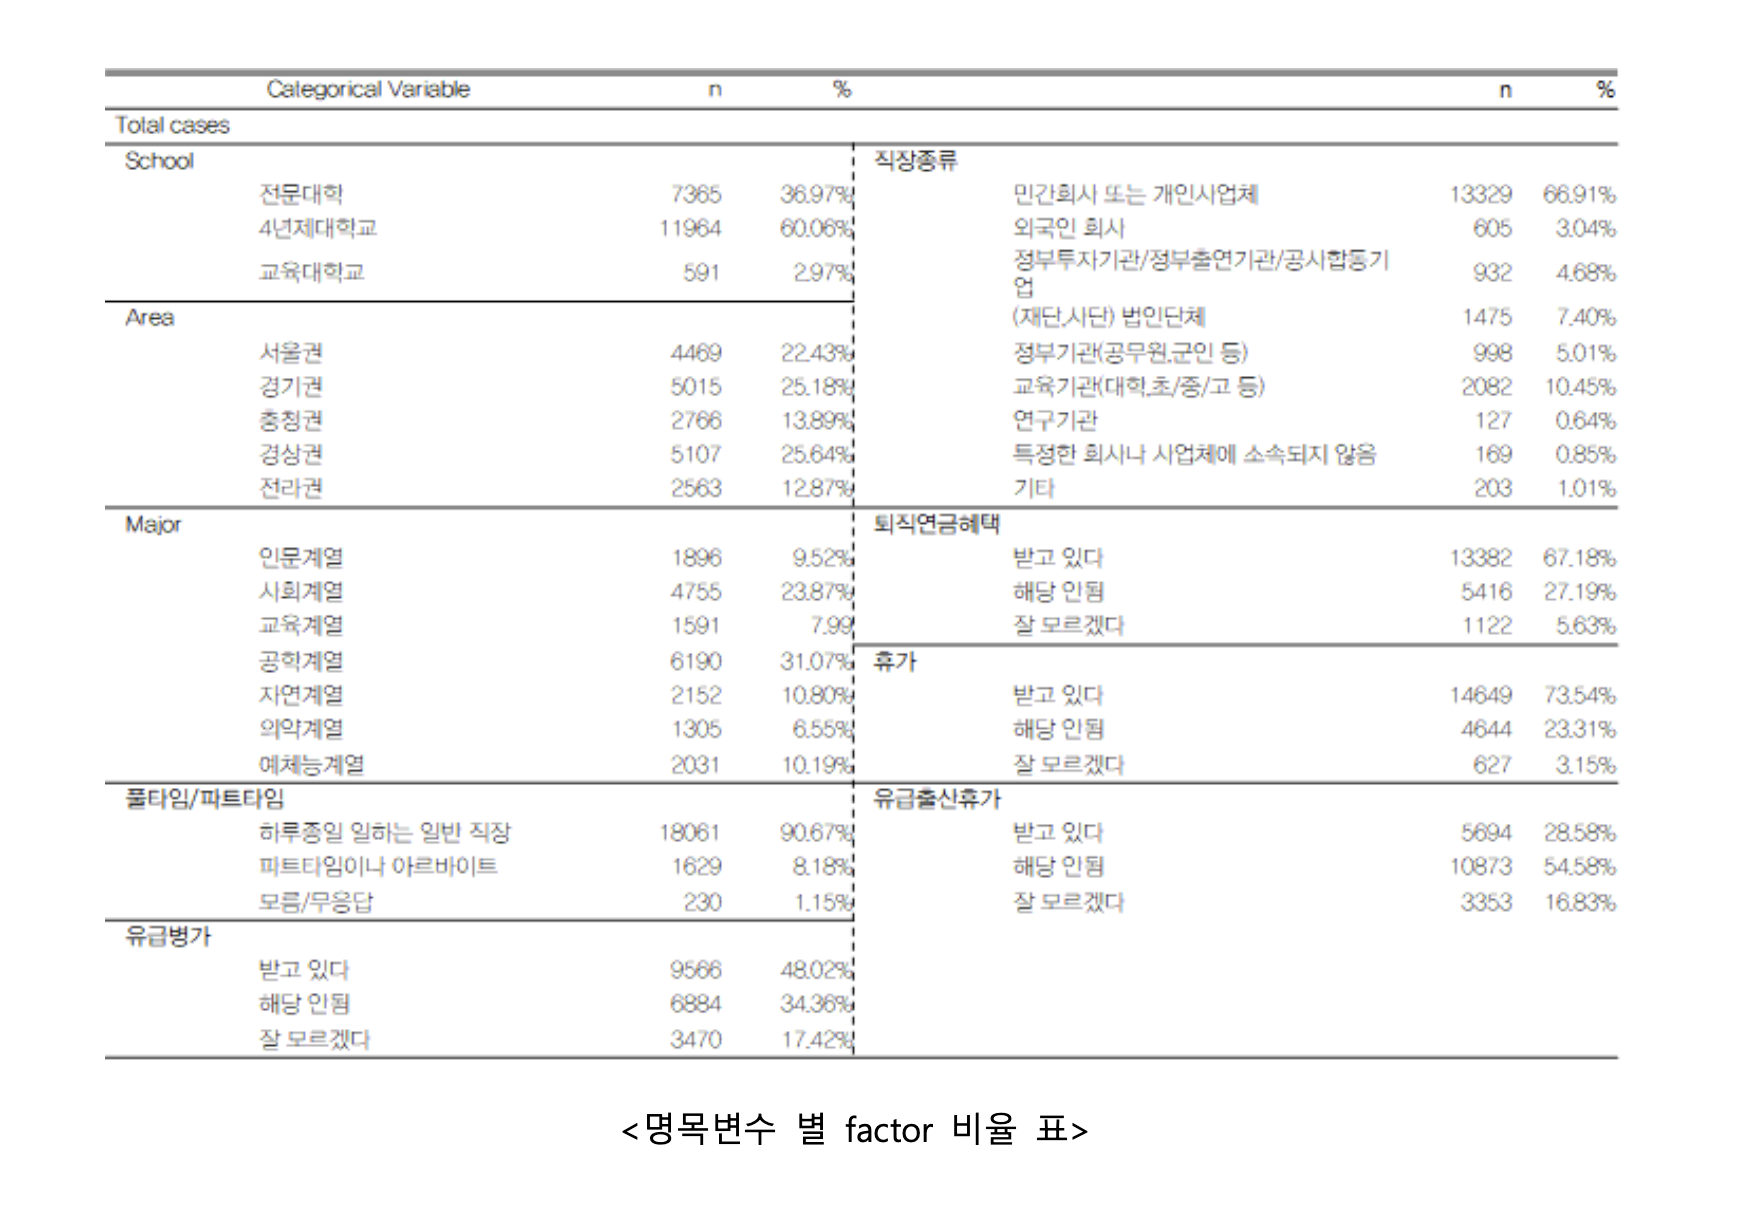 Categorical Variable n % n %
Total cases
School
전문대학 7365 36.97%
4년제대학교 11964 60.06%
교육대학교 591 2.97%
Area
서울권 4469 22.43%
경기권 5015 25.18%
충청권 2766 13.89%
경상권 5107 25.64%
전라권 2563 12.87%
Major
인문계열 1896 9.52%
사회계열 4755 23.87%
교육계열 1591 7.99
공학계열 6190 31.07%
자연계열 2152 10.80%
의약계열 1305 6.55%
예체능계열 2031 10.19%
풀타임/파트타임
하루종일 일하는 일반 직장 18061 90.67%
파트타임이나 아르바이트 1629 8.18%
모름/무응답 230 1.15%
유급병가
받고 있다 9566 48.02%
해당 안됨 6884 34.36%
잘 모르겠다 3470 17.42%
직장종류
민간회사 또는 개인사업체 13329 66.91%
외국인 회사 605 3.04%
정부투자기관/정부출연기관/공사합동기
업 932 4.68%
(재단,사단) 법인단체 1475 7.40%
정부기관(공무원,군인 등) 998 5.01%
교육기관(대학,초/중/고 등) 2082 10.45%
연구기관 127 0.64%
특정한 회사나 사업체에 소속되지 않음 169 0.85%
기타 203 1.01%
퇴직연금혜택
받고 있다 13382 67.18%
해당 안됨 5416 27.19%
잘 모르겠다 1122 5.63%
휴가
받고 있다 14649 73.54%
해당 안됨 4644 23.31%
잘 모르겠다 627 3.15%
유급출산휴가
받고 있다 5694 28.58%
해당 안됨 10873 54.58%
잘 모르겠다 3353 16.83%
<명목변수 별 factor 비율 표>